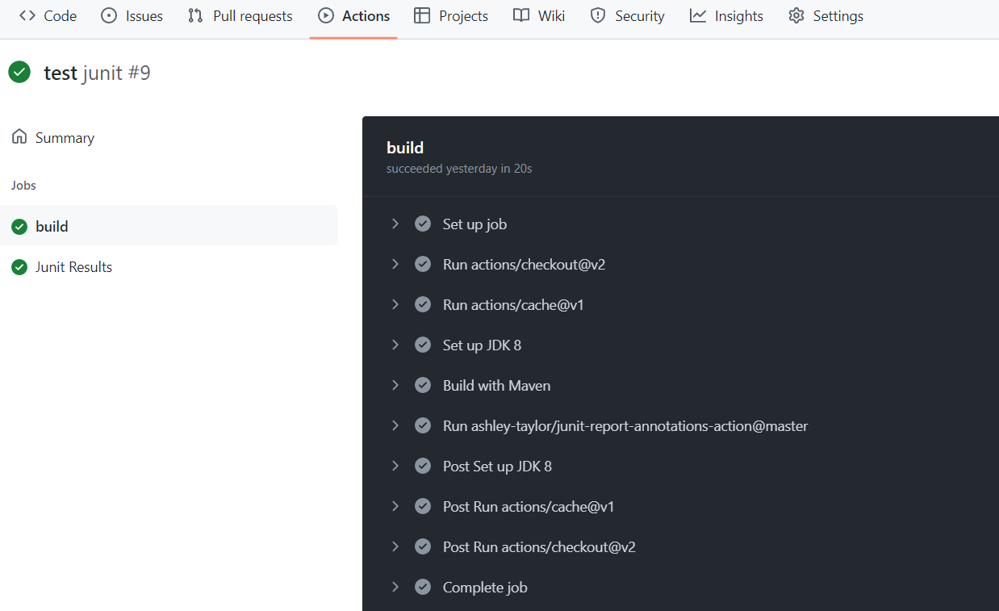 Code Issues Pull requests Actions Projects Wiki Security Insights Settings
test junit #9
Summary
Jobs
build
Junit Results
build
succeeded yesterday in 20s
Set up job
Run actions/checkout@v2
Run actions/cache@v1
Set up JDK 8
Build with Maven
Run ashley-taylor/junit-report-annotations-action@master
Post Set up JDK 8
Post Run actions/cache@v1
Post Run actions/checkout@v2
Complete job